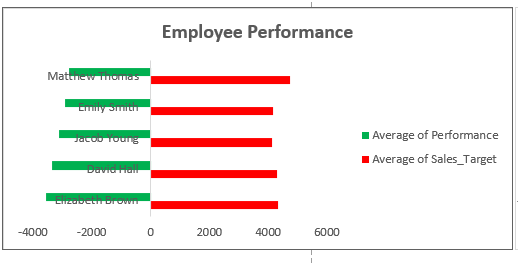 Employee Performance
Matthew Thomas
Emily Smith
Jacob Young
David Hall
Elizabeth Brown
Average of Performance
Average of Sales_Target
-4000 -2000 0 2000 4000 6000